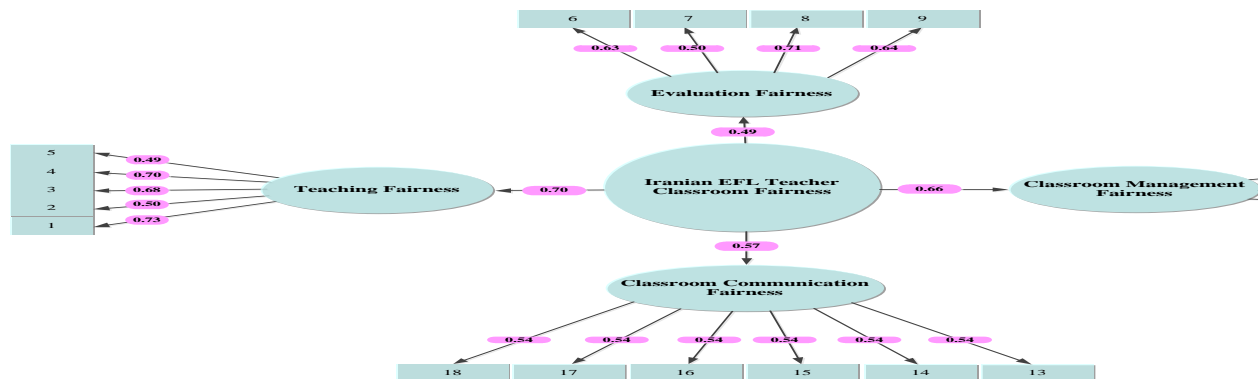 6 7 8 9
0.63 0.50 0.71 0.64
Evaluation Fairness
0.49
5
4
3
2
1
0.49
0.70
0.68
0.50
0.73
Teaching Fairness
0.70
Iranian EFL Teacher
Classroom Fairness
0.66
Classroom Management
Fairness
0.57
Classroom Communication
Fairness
0.54 0.54 0.54 0.54 0.54 0.54
18 17 16 15 14 13